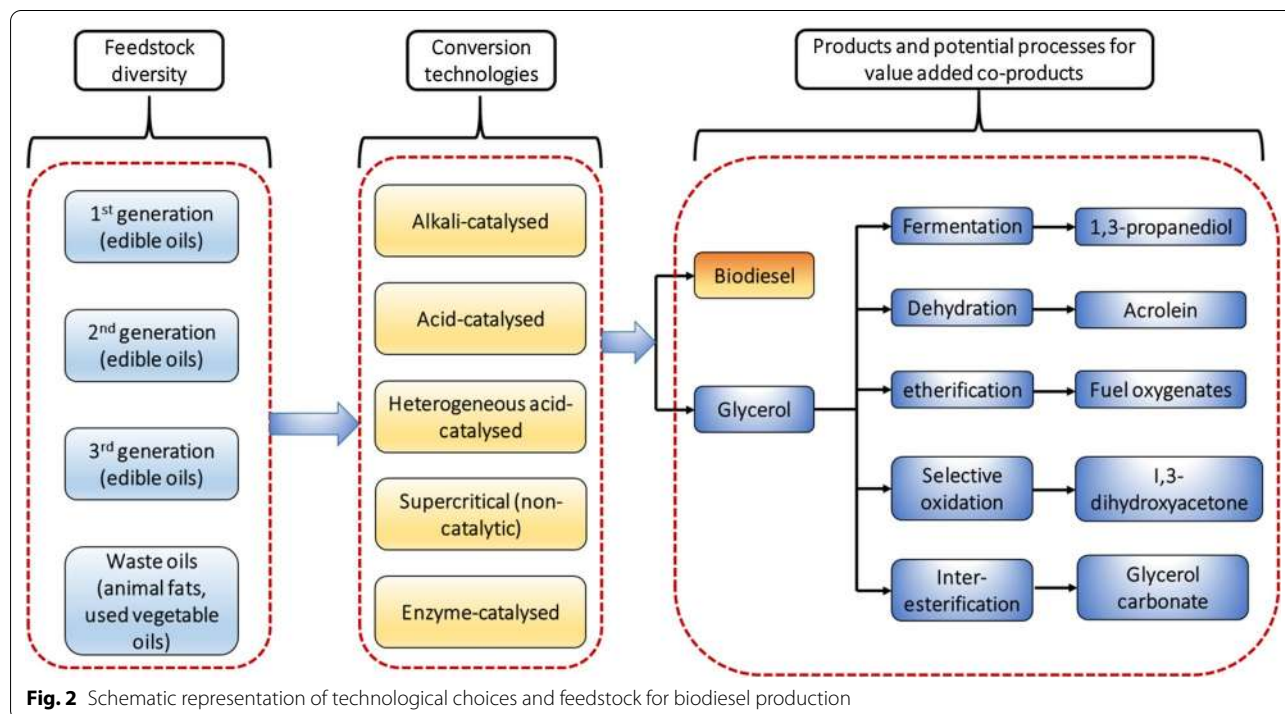 Feedstock
diversity
Conversion
technologies
Products and potential processes for
value added co-products
1st generation
(edible oils)
2nd generation
(edible oils)
3rd generation
(edible oils)
Waste oils
(animal fats,
used vegetable
oils)
Alkali-catalysed
Acid-catalysed
Heterogeneous acid-
catalysed
Supercritical (non-
catalytic)
Enzyme-catalysed
Biodiesel
Glycerol
Fermentation
1,3-propanediol
Dehydration
Acrolein
etherification
Fuel oxygenates
Selective
oxidation
I,3-
dihydroxyacetone
Inter-
esterification
Glycerol
carbonate
Fig. 2 Schematic representation of technological choices and feedstock for biodiesel production